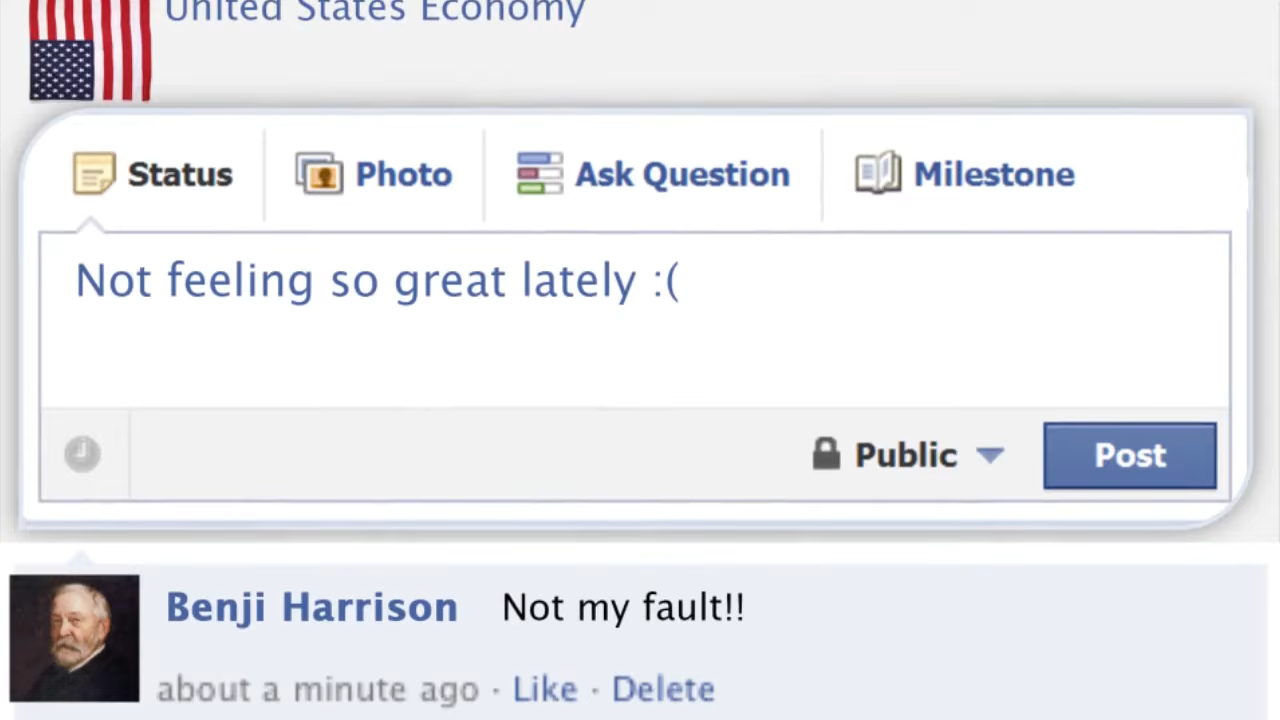 United States Economy
Status Photo Ask Question Milestone
Not feeling so great lately :(
Public Post
Benji Harrison Not my fault!!
about a minute ago · Like · Delete